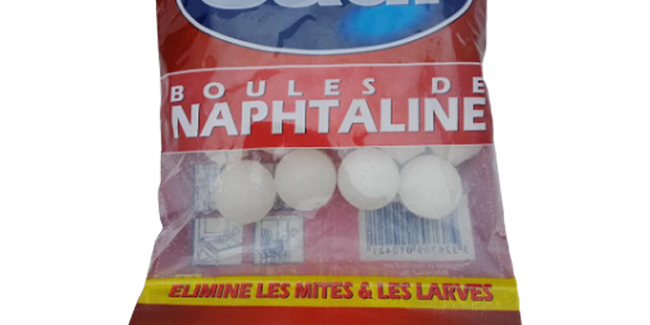 BOULES DE
NAPHTALINE
ELIMINE LES MITES & LES LARVES